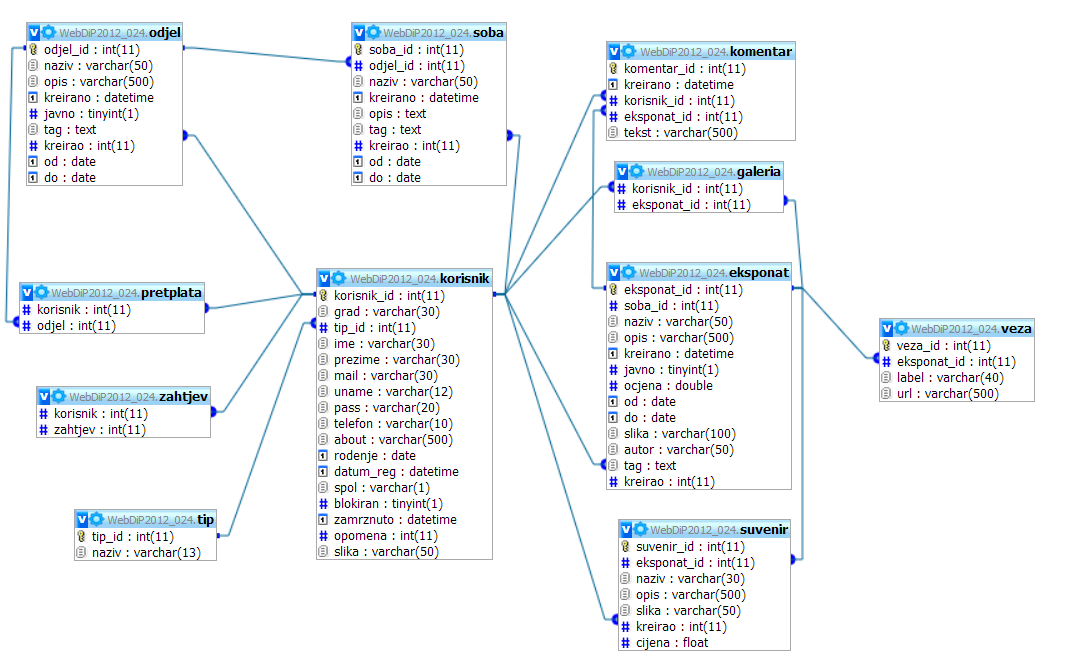 WebDiP2012_024.odjel
odjel_id : int(11)
naziv : varchar(50)
opis : varchar(500)
kreirano : datetime
javno : tinyint(1)
tag : text
kreirao : int(11)
od : date
do : date
WebDiP2012_024.soba
soba_id : int(11)
odjel_id : int(11)
naziv : varchar(50)
kreirano : datetime
opis : text
tag : text
kreirao : int(11)
od : date
do : date
WebDiP2012_024.komentar
komentar_id : int(11)
kreirano : datetime
korisnik_id : int(11)
eksponat_id : int(11)
tekst : varchar(500)
WebDiP2012_024.galeria
korisnik_id : int(11)
eksponat_id : int(11)
WebDiP2012_024.pretplata
korisnik : int(11)
odjel : int(11)
WebDiP2012_024.korisnik
korisnik_id : int(11)
grad : varchar(30)
tip_id : int(11)
ime : varchar(30)
prezime : varchar(30)
mail : varchar(30)
uname : varchar(12)
pass : varchar(20)
telefon : varchar(10)
about : varchar(500)
rodenje : date
datum_reg : datetime
spol : varchar(1)
blokiran : tinyint(1)
zamrznuto : datetime
opomena : int(11)
slika : varchar(50)
WebDiP2012_024.eksponat
eksponat_id : int(11)
soba_id : int(11)
naziv : varchar(50)
opis : varchar(500)
kreirano : datetime
javno : tinyint(1)
ocjena : double
od : date
do : date
slika : varchar(100)
autor : varchar(50)
tag : text
kreirao : int(11)
WebDiP2012_024.veza
veza_id : int(11)
eksponat_id : int(11)
label : varchar(40)
url : varchar(500)
WebDiP2012_024.zahtjev
korisnik : int(11)
zahtjev : int(11)
WebDiP2012_024.tip
tip_id : int(11)
naziv : varchar(13)
WebDiP2012_024.suvenir
suvenir_id : int(11)
eksponat_id : int(11)
naziv : varchar(30)
opis : varchar(500)
slika : varchar(50)
kreirao : int(11)
cijena : float